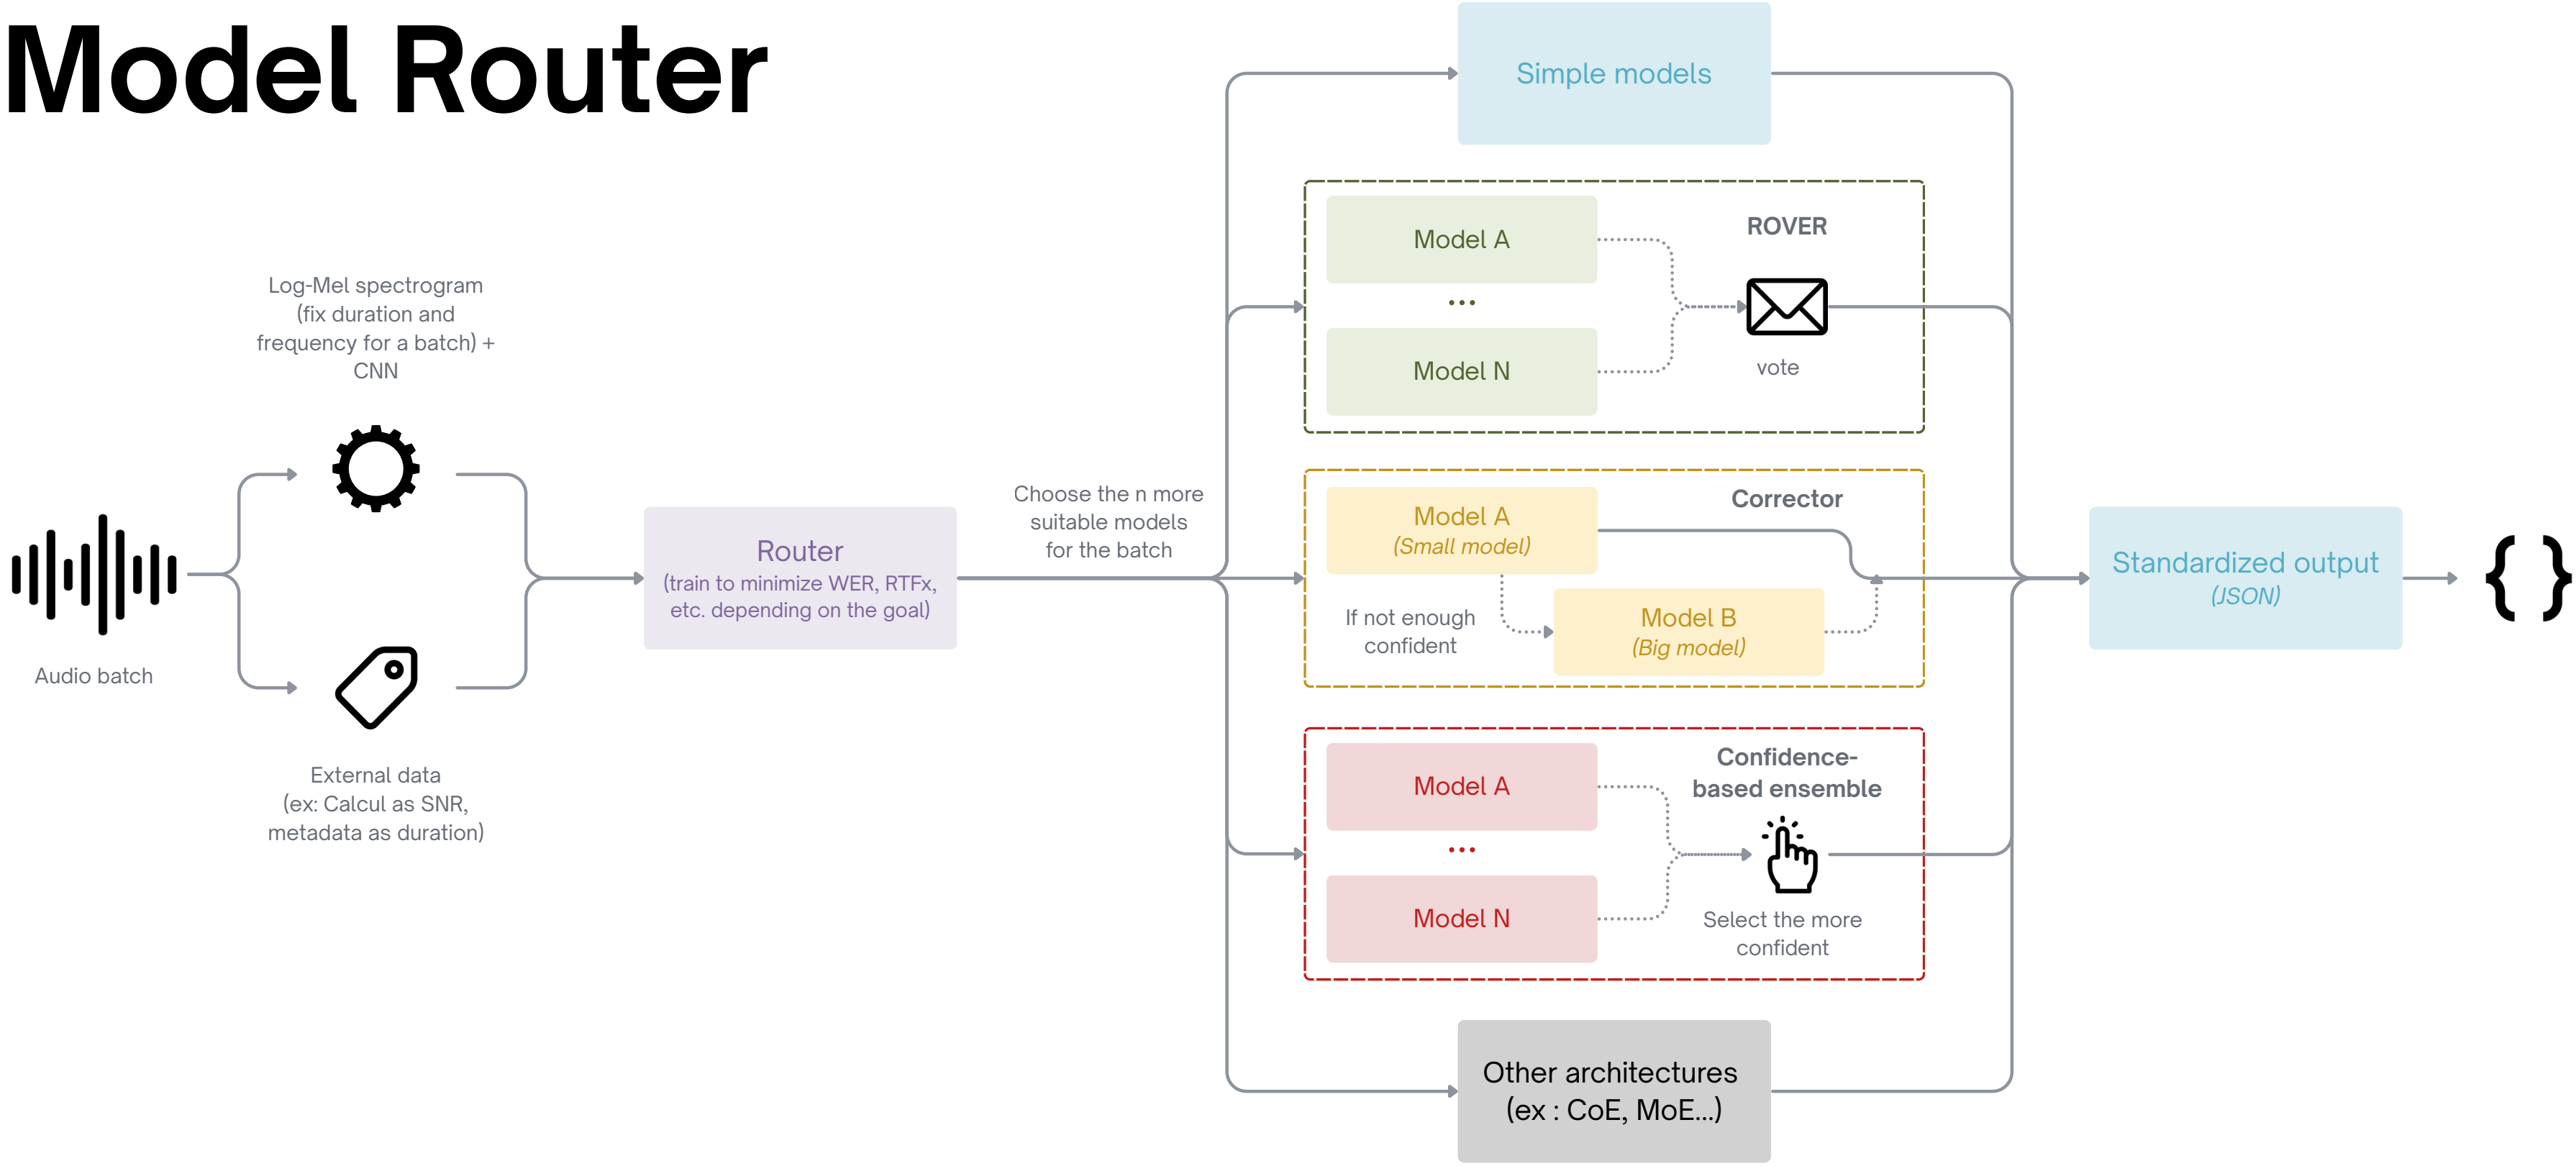 Model Router
Log-Mel spectrogram
(fix duration and
frequency for a batch) +
CNN
Audio batch
External data
(ex: Calcul as SNR,
metadata as duration)
Router
(train to minimize WER, RTFx,
etc. depending on the goal)
Choose the n more
suitable models
for the batch
Simple models
Model A
...
Model N
ROVER
vote
Model A
(Small model)
Corrector
If not enough
confident
Model B
(Big model)
Model A
...
Model N
Confidence-
based ensemble
Select the more
confident
Other architectures
(ex : CoE, MoE...)
Standardized output
(JSON)
{ }